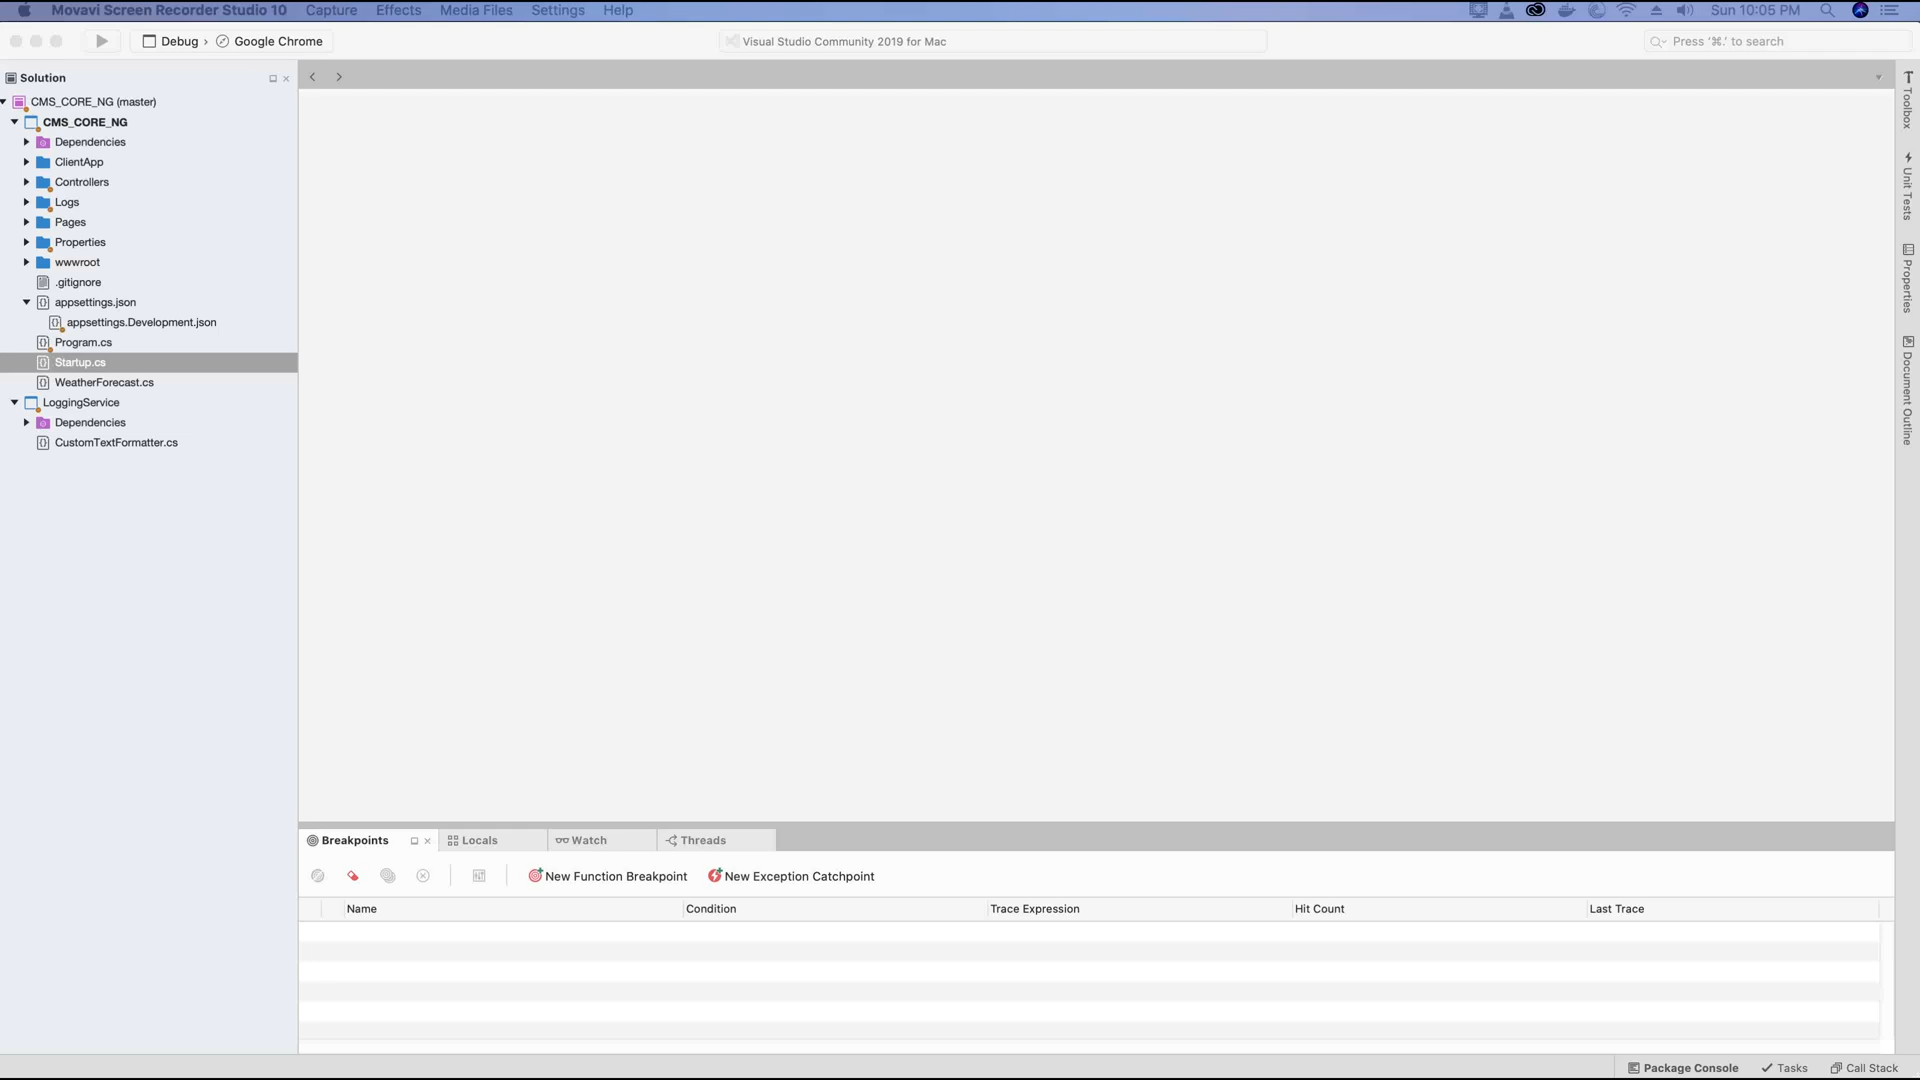 Movavi Screen Recorder Studio 10 Capture Effects Media Files Settings Help Sun 10:05 PM
Debug › Google Chrome Visual Studio Community 2019 for Mac Press '⌘.' to search
Solution
CMS_CORE_NG (master)
CMS_CORE_NG
Dependencies
ClientApp
Controllers
Logs
Pages
Properties
wwwroot
.gitignore
appsettings.json
appsettings.Development.json
Program.cs
Startup.cs
WeatherForecast.cs
LoggingService
Dependencies
CustomTextFormatter.cs
Toolbox
Unit Tests
Properties
Document Outline
Breakpoints Locals Watch Threads
New Function Breakpoint New Exception Catchpoint
Name Condition Trace Expression Hit Count Last Trace
Package Console Tasks Call Stack